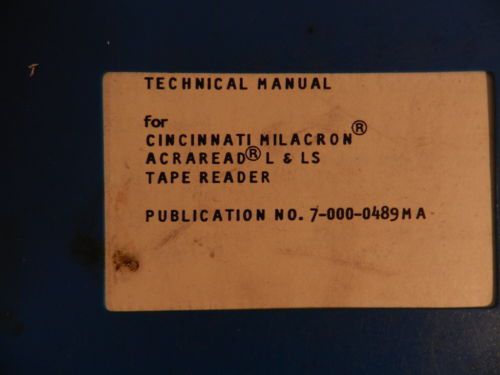 TECHNICAL MANUAL
for
CINCINNATI MILACRON®
ACRAREAD® L & LS
TAPE READER
PUBLICATION NO. 7-000-0489MA